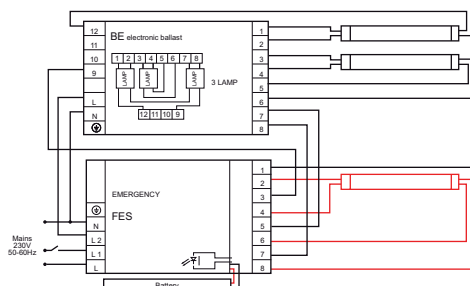 BE electronic ballast
12
11
10
9
L
N
1 2 3 4 5 6 7 8
LAMP
LAMP
LAMP
3 LAMP
12 11 10 9
1
2
3
4
5
6
7
8
EMERGENCY
FES
N
L 2
L 1
L
1
2
3
4
5
6
7
8
Mains
230V
50-60Hz
Battery